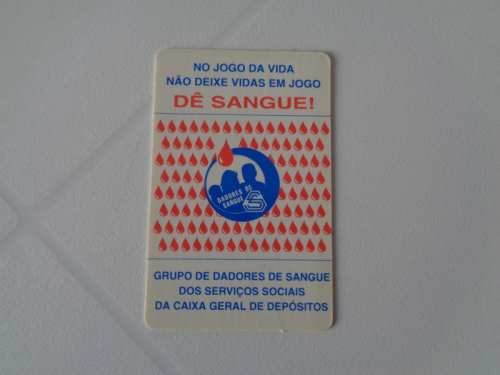 NO JOGO DA VIDA
NÃO DEIXE VIDAS EM JOGO
DÊ SANGUE!
DADORES DE
SANGUE
GRUPO DE DADORES DE SANGUE
DOS SERVIÇOS SOCIAIS
DA CAIXA GERAL DE DEPÓSITOS